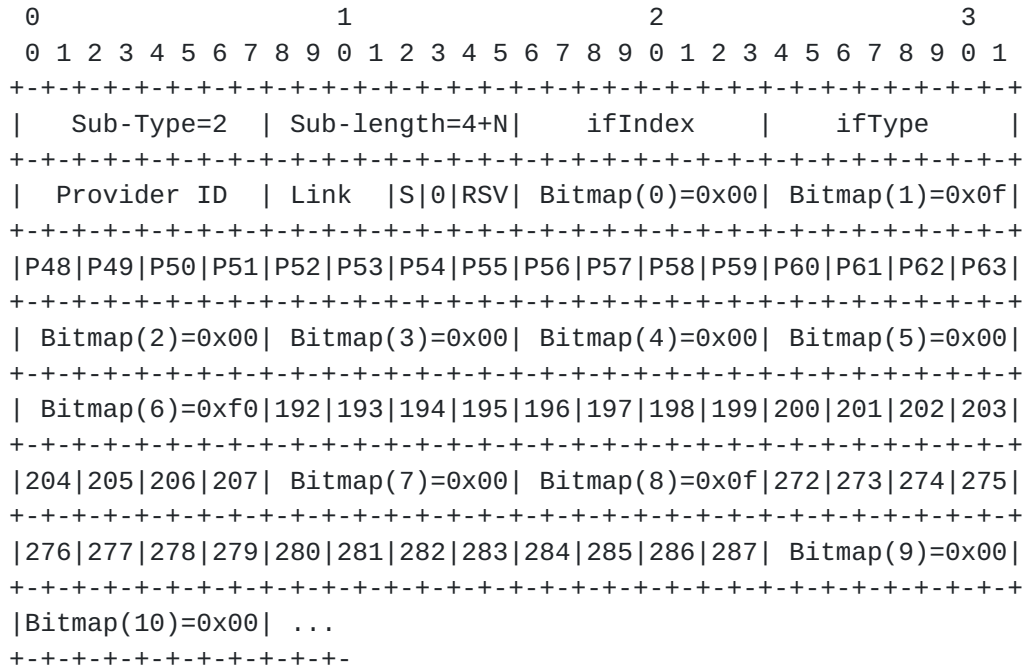 0                   1                   2                   3
 0 1 2 3 4 5 6 7 8 9 0 1 2 3 4 5 6 7 8 9 0 1 2 3 4 5 6 7 8 9 0 1
+-+-+-+-+-+-+-+-+-+-+-+-+-+-+-+-+-+-+-+-+-+-+-+-+-+-+-+-+-+-+-+-+
|   Sub-Type=2  | Sub-length=4+N|    ifIndex    |    ifType     |
+-+-+-+-+-+-+-+-+-+-+-+-+-+-+-+-+-+-+-+-+-+-+-+-+-+-+-+-+-+-+-+-+
|  Provider ID  | Link  |S|0|RSV| Bitmap(0)=0x00| Bitmap(1)=0x0f|
+-+-+-+-+-+-+-+-+-+-+-+-+-+-+-+-+-+-+-+-+-+-+-+-+-+-+-+-+-+-+-+-+
|P48|P49|P50|P51|P52|P53|P54|P55|P56|P57|P58|P59|P60|P61|P62|P63|
+-+-+-+-+-+-+-+-+-+-+-+-+-+-+-+-+-+-+-+-+-+-+-+-+-+-+-+-+-+-+-+-+
| Bitmap(2)=0x00| Bitmap(3)=0x00| Bitmap(4)=0x00| Bitmap(5)=0x00|
+-+-+-+-+-+-+-+-+-+-+-+-+-+-+-+-+-+-+-+-+-+-+-+-+-+-+-+-+-+-+-+-+
| Bitmap(6)=0xf0|192|193|194|195|196|197|198|199|200|201|202|203|
+-+-+-+-+-+-+-+-+-+-+-+-+-+-+-+-+-+-+-+-+-+-+-+-+-+-+-+-+-+-+-+-+
|204|205|206|207| Bitmap(7)=0x00| Bitmap(8)=0x0f|272|273|274|275|
+-+-+-+-+-+-+-+-+-+-+-+-+-+-+-+-+-+-+-+-+-+-+-+-+-+-+-+-+-+-+-+-+
|276|277|278|279|280|281|282|283|284|285|286|287| Bitmap(9)=0x00|
+-+-+-+-+-+-+-+-+-+-+-+-+-+-+-+-+-+-+-+-+-+-+-+-+-+-+-+-+-+-+-+-+
|Bitmap(10)=0x00| ...
+-+-+-+-+-+-+-+-+-+-+-